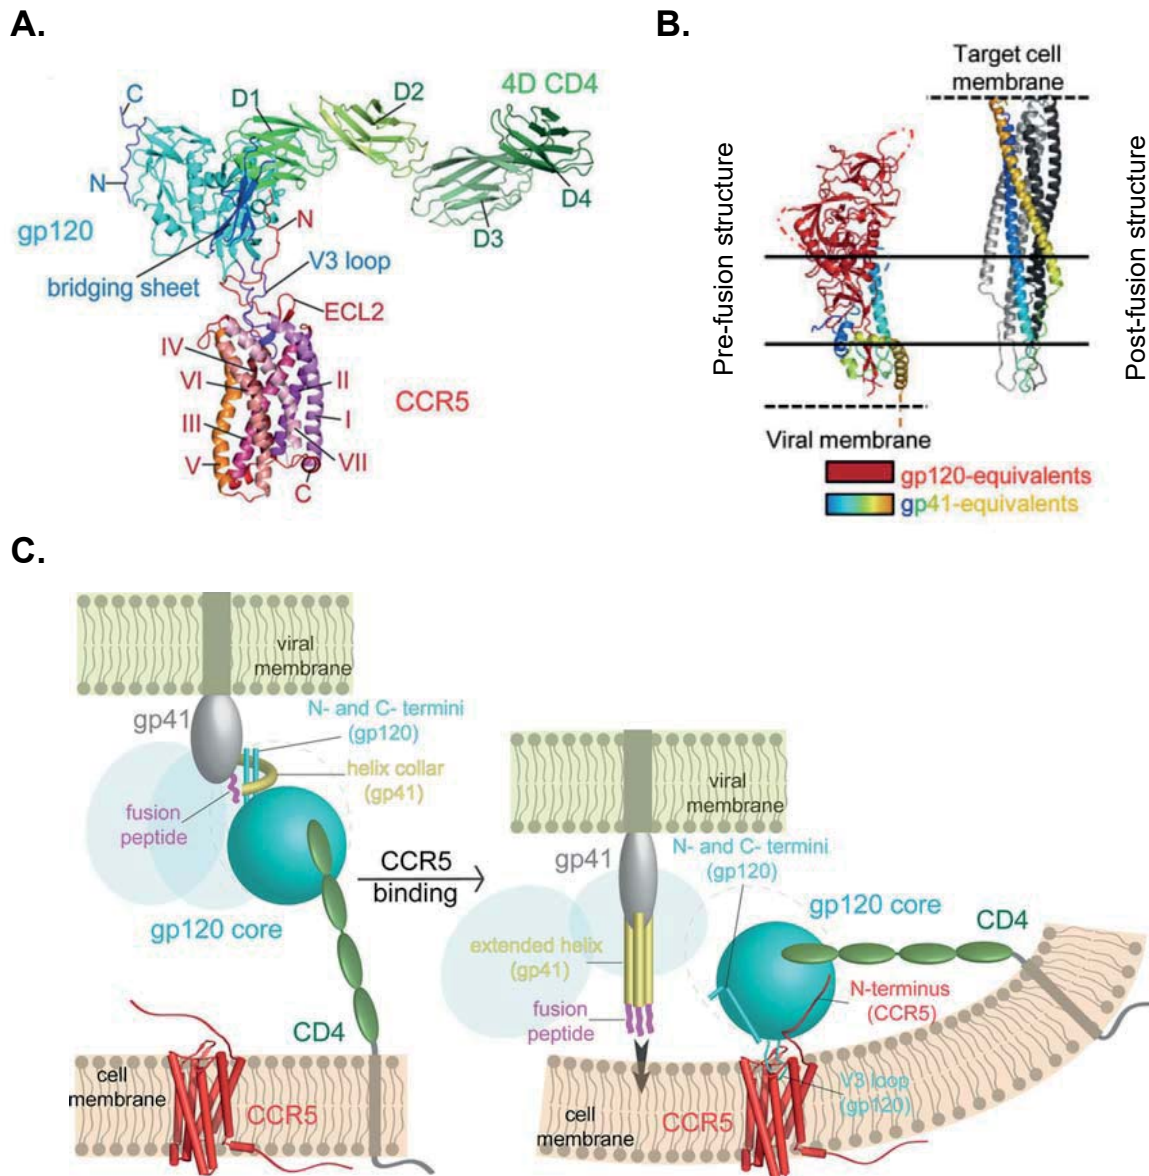 A.
C
D1
D2
4D CD4
N
D4
gp120
N
D3
bridging sheet
V3 loop
ECL2
IV
VI
II
CCR5
III
I
V
VII
C
B.
Target cell
membrane
Pre-fusion structure
Post-fusion structure
Viral membrane
gp120-equivalents
gp41-equivalents
C.
viral
membrane
gp41
N- and C- termini
(gp120)
helix collar
(gp41)
fusion
peptide
gp120 core
CD4
cell
membrane
CCR5
CCR5
binding
viral
membrane
gp41
N- and C- termini
(gp120)
gp120 core
CD4
extended helix
(gp41)
N-terminus
(CCR5)
fusion
peptide
V3 loop
(gp120)
cell
membrane
CCR5